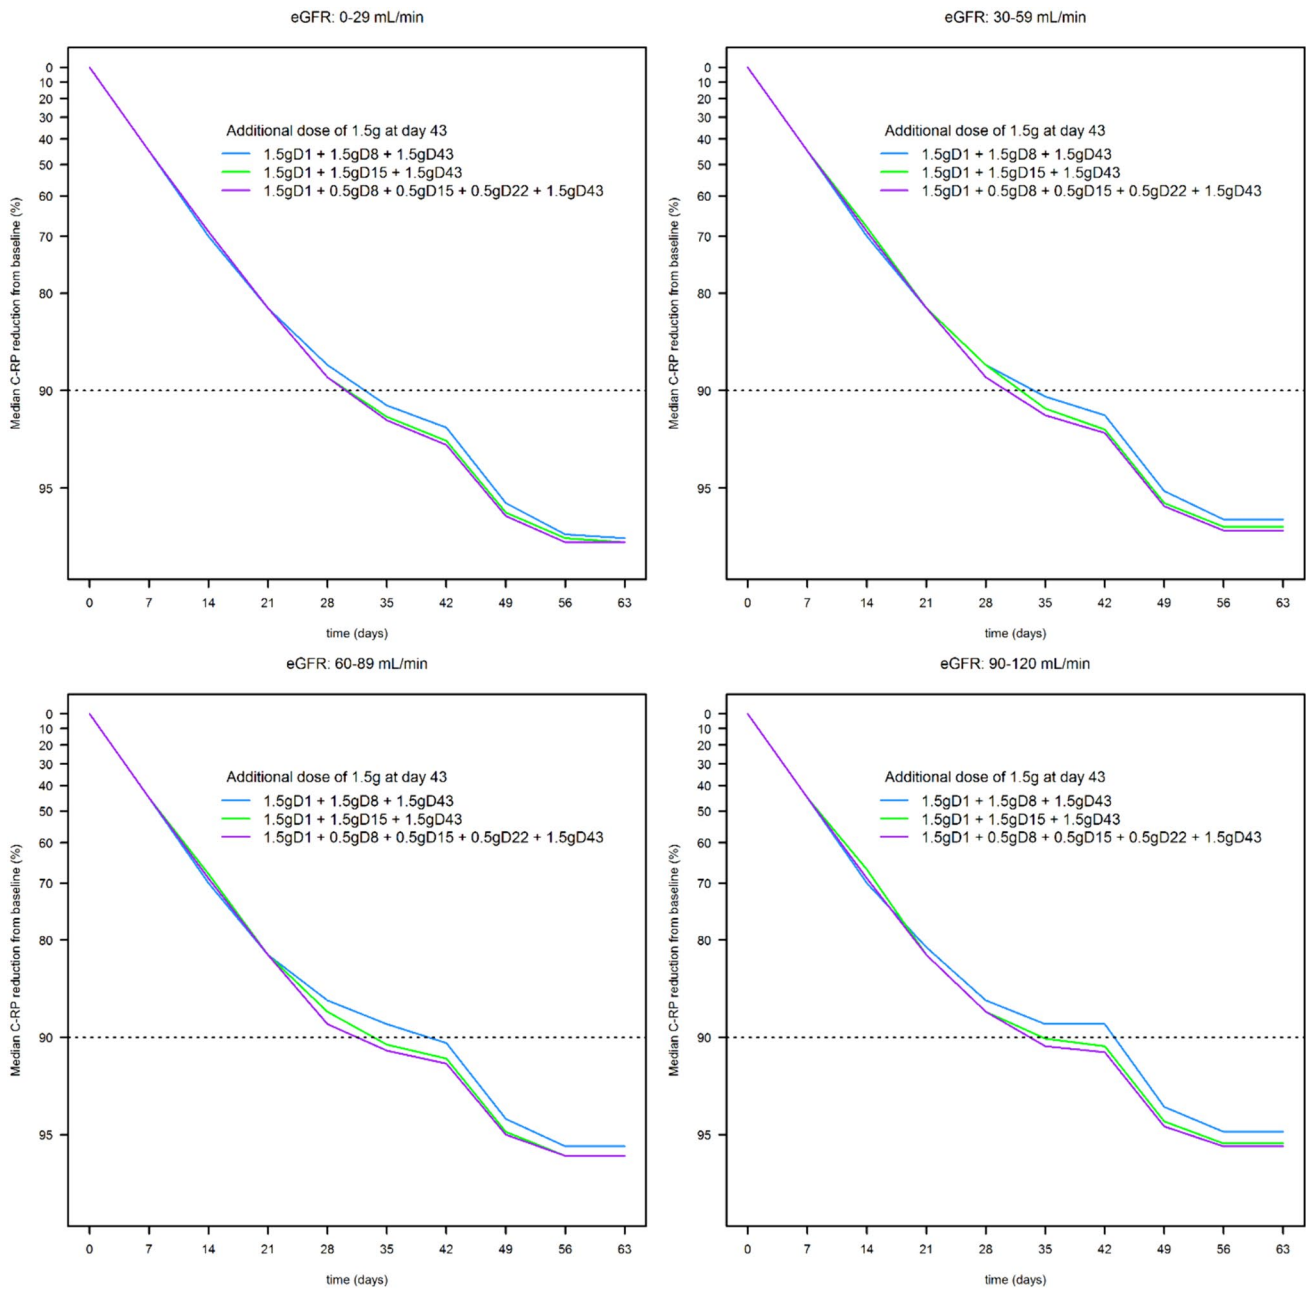 eGFR: 0-29 mL/min
Median C-RP reduction from baseline (%)
0
10
20
30
40
50
60
70
80
90
95
Additional dose of 1.5g at day 43
1.5gD1 + 1.5gD8 + 1.5gD43
1.5gD1 + 1.5gD15 + 1.5gD43
1.5gD1 + 0.5gD8 + 0.5gD15 + 0.5gD22 + 1.5gD43
0 7 14 21 28 35 42 49 56 63
time (days)
eGFR: 30-59 mL/min
Median C-RP reduction from baseline (%)
0
10
20
30
40
50
60
70
80
90
95
Additional dose of 1.5g at day 43
1.5gD1 + 1.5gD8 + 1.5gD43
1.5gD1 + 1.5gD15 + 1.5gD43
1.5gD1 + 0.5gD8 + 0.5gD15 + 0.5gD22 + 1.5gD43
0 7 14 21 28 35 42 49 56 63
time (days)
eGFR: 60-89 mL/min
Median C-RP reduction from baseline (%)
0
10
20
30
40
50
60
70
80
90
95
Additional dose of 1.5g at day 43
1.5gD1 + 1.5gD8 + 1.5gD43
1.5gD1 + 1.5gD15 + 1.5gD43
1.5gD1 + 0.5gD8 + 0.5gD15 + 0.5gD22 + 1.5gD43
0 7 14 21 28 35 42 49 56 63
time (days)
eGFR: 90-120 mL/min
Median C-RP reduction from baseline (%)
0
10
20
30
40
50
60
70
80
90
95
Additional dose of 1.5g at day 43
1.5gD1 + 1.5gD8 + 1.5gD43
1.5gD1 + 1.5gD15 + 1.5gD43
1.5gD1 + 0.5gD8 + 0.5gD15 + 0.5gD22 + 1.5gD43
0 7 14 21 28 35 42 49 56 63
time (days)